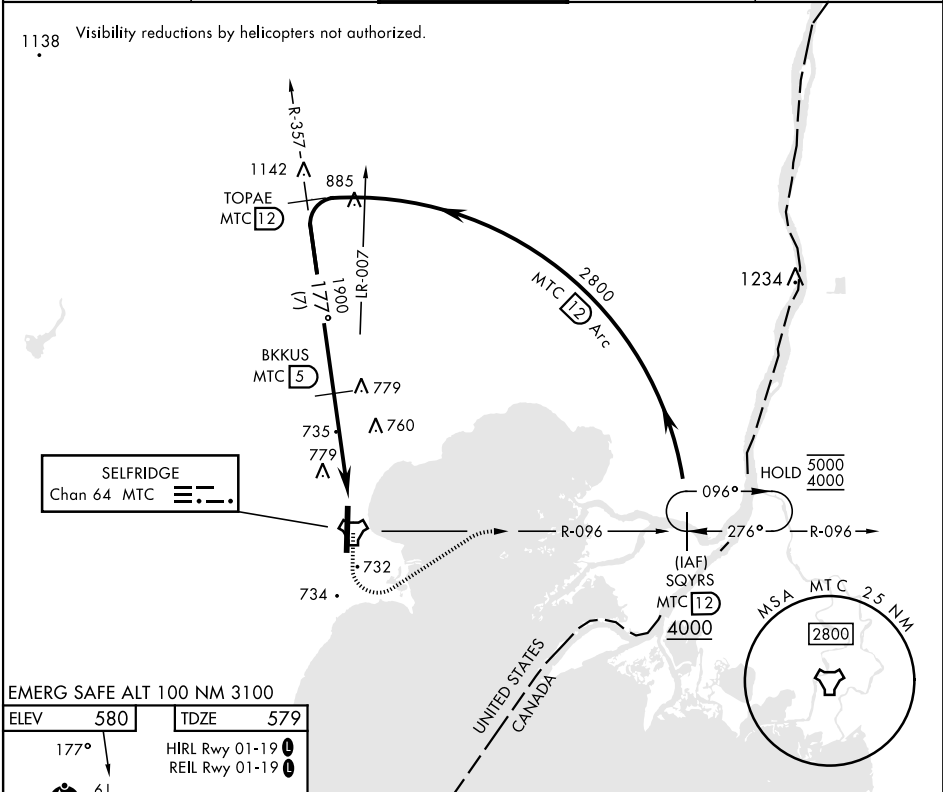 1138
Visibility reductions by helicopters not authorized.
R-357
1142
885
TOPAE
MTC 12
LR-007
2800
MTC 12 Arc
1234
1900
177°
(7)
BKKUS
MTC 5
779
760
735
779
SELFRIDGE
Chan 64 MTC
HOLD 5000
4000
096°
276°
R-096
R-096
(IAF)
SQYRS
MTC 12
4000
732
734
MSA MTC 25 NM
2800
UNITED STATES
CANADA
EMERG SAFE ALT 100 NM 3100
ELEV 580
TDZE 579
177°
HIRL Rwy 01-19 L
REIL Rwy 01-19 L
61